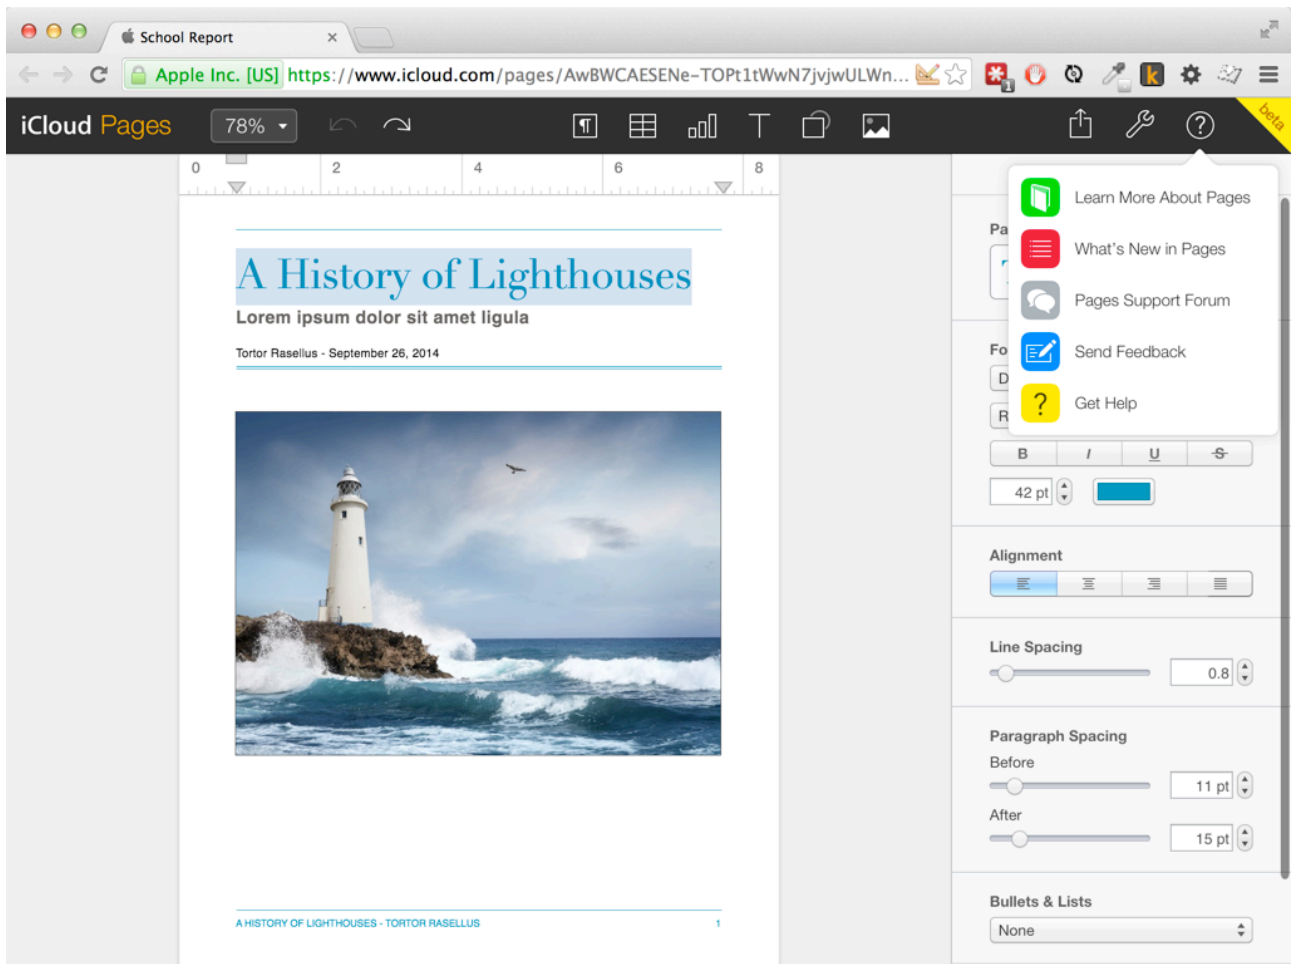 School Report
Apple Inc. [US] https://www.icloud.com/pages/AwBWCAESENe-TOPt1tWwN7jvjwULWn...
1
k
iCloud Pages
78%
beta
0 2 4 6 8
Learn More About Pages
What's New in Pages
Pages Support Forum
Send Feedback
Get Help
A History of Lighthouses
Lorem ipsum dolor sit amet ligula
Tortor Rasellus - September 26, 2014
Pa
Fo
D
R
B I U S
42 pt
Alignment
Line Spacing
0.8
Paragraph Spacing
Before
11 pt
After
15 pt
Bullets & Lists
None
A HISTORY OF LIGHTHOUSES - TORTOR RASELLUS 1